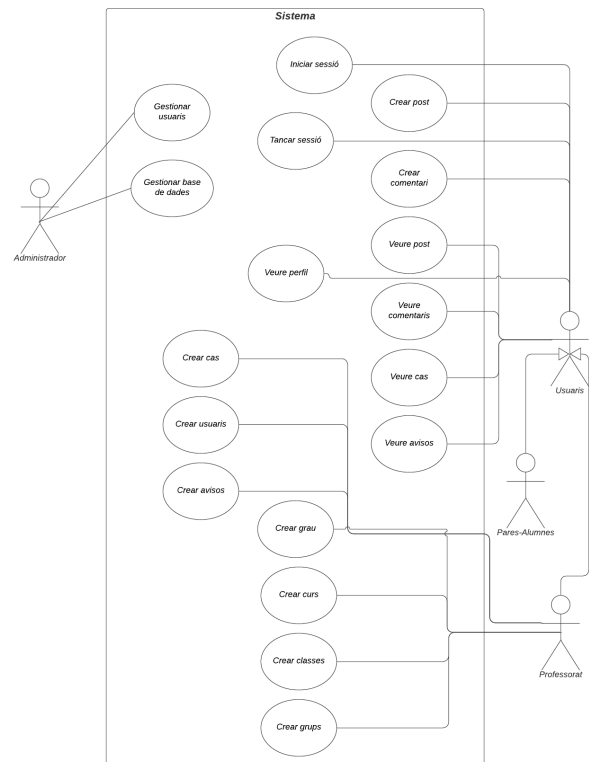 Sistema
Iniciar sessió
Crear post
Gestionar
usuaris
Tancar sessió
Crear
comentari
Gestionar base
de dades
Administrador
Veure post
Veure perfil
Veure
comentaris
Crear cas
Veure cas
Usuaris
Crear usuaris
Veure avisos
Crear avisos
Crear grau
Pares-Alumnes
Crear curs
Crear classes
Professorat
Crear grups